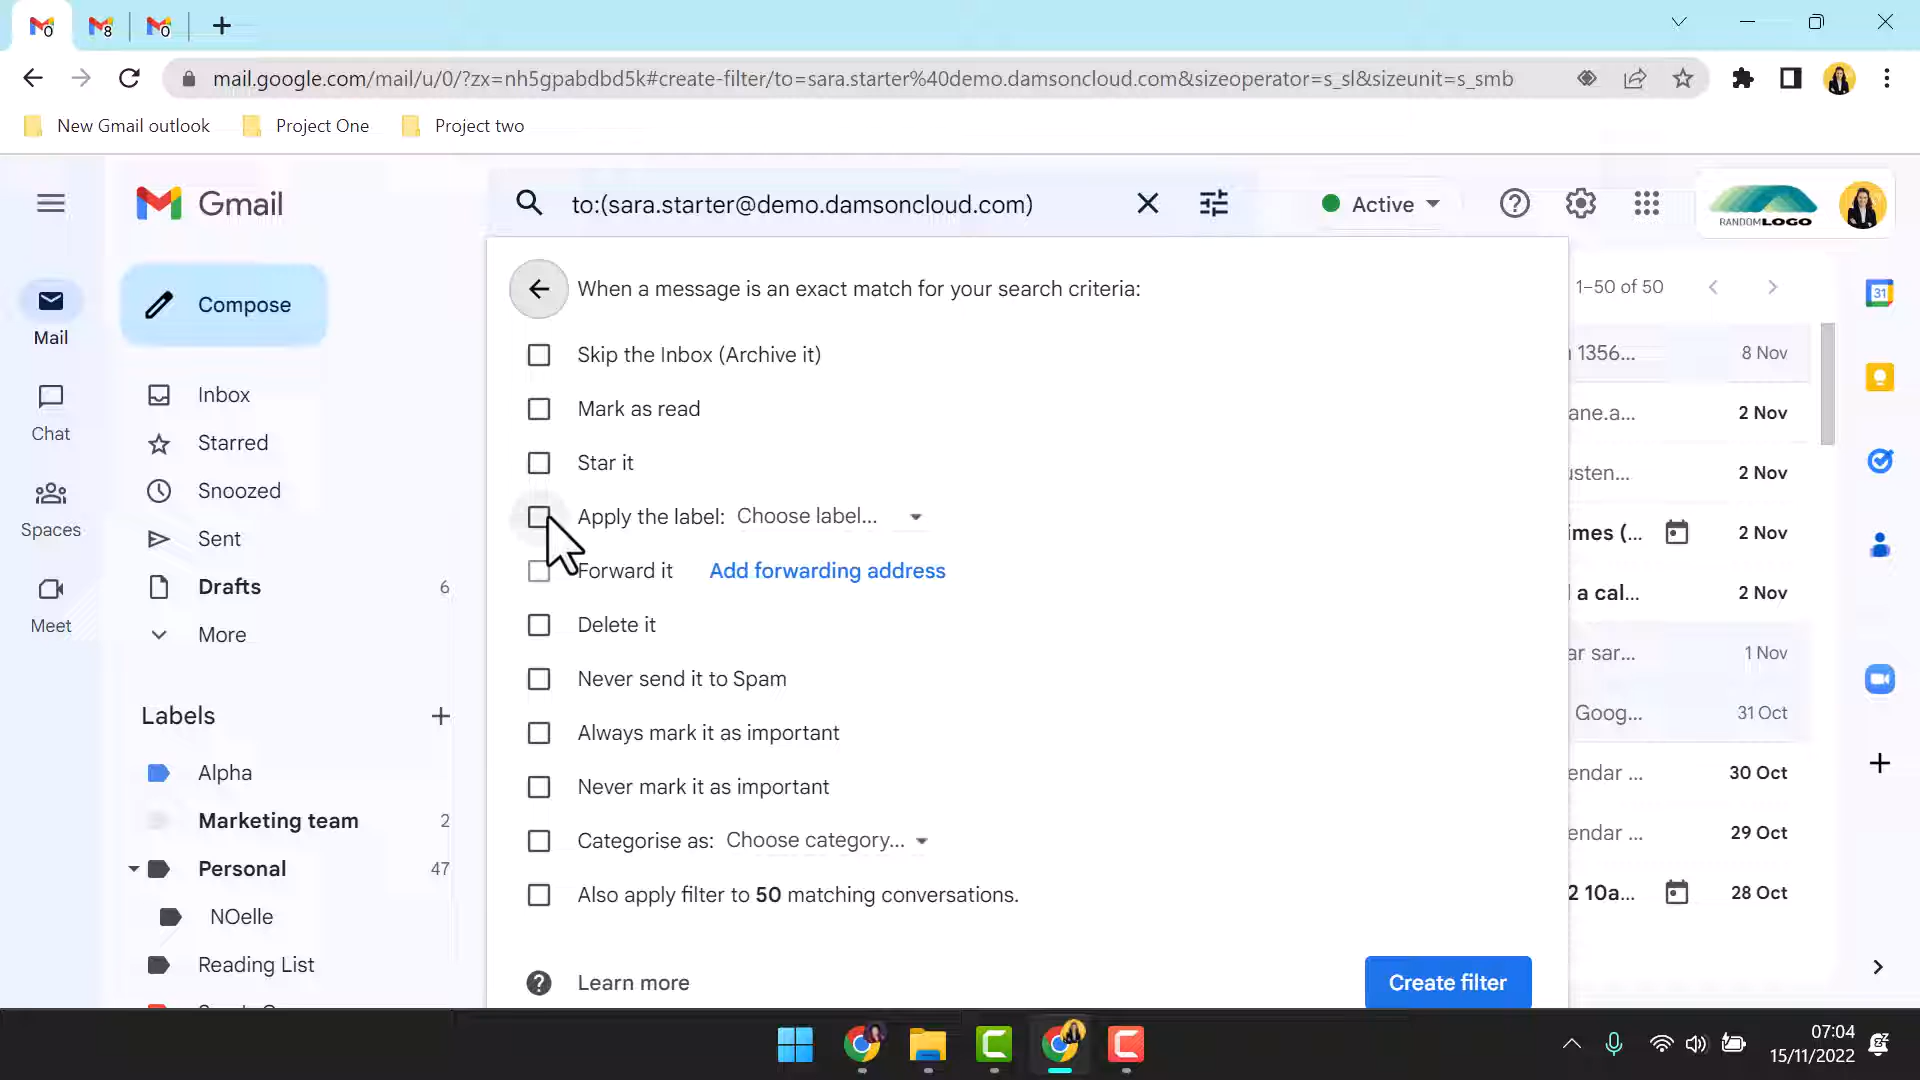 0
8
0
mail.google.com/mail/u/0/?zx=nh5gpabdbd5k#create-filter/to=sara.starter%40demo.damsoncloud.com&sizeoperator=s_sl&sizeunit=s_smb
New Gmail outlook Project One Project two
Gmail
to:(sara.starter@demo.damsoncloud.com)
Active
RANDOMLOGO
Compose
Mail
Chat
Spaces
Meet
Inbox
Starred
Snoozed
Sent
Drafts 6
More
Labels
Alpha
Marketing team 2
Personal 47
NOelle
Reading List
When a message is an exact match for your search criteria:
Skip the Inbox (Archive it)
Mark as read
Star it
Apply the label: Choose label...
Forward it Add forwarding address
Delete it
Never send it to Spam
Always mark it as important
Never mark it as important
Categorise as: Choose category...
Also apply filter to 50 matching conversations.
Learn more
Create filter
1–50 of 50
1356... 8 Nov
ane.a... 2 Nov
usten... 2 Nov
imes (... 2 Nov
a cal... 2 Nov
ar sar... 1 Nov
Goog... 31 Oct
endar ... 30 Oct
endar ... 29 Oct
2 10a... 28 Oct
31
07:04
15/11/2022